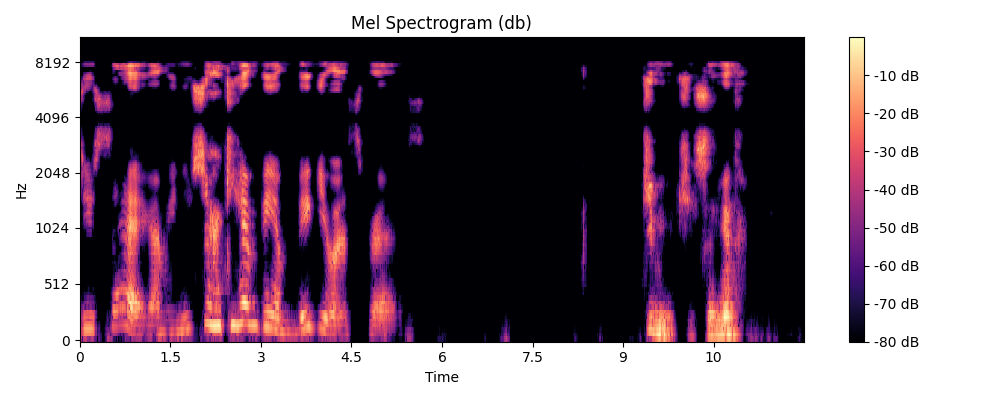 Mel Spectrogram (db)
8192
4096
2048
1024
512
0
Hz
0 1.5 3 4.5 6 7.5 9 10
Time
-10 dB
-20 dB
-30 dB
-40 dB
-50 dB
-60 dB
-70 dB
-80 dB